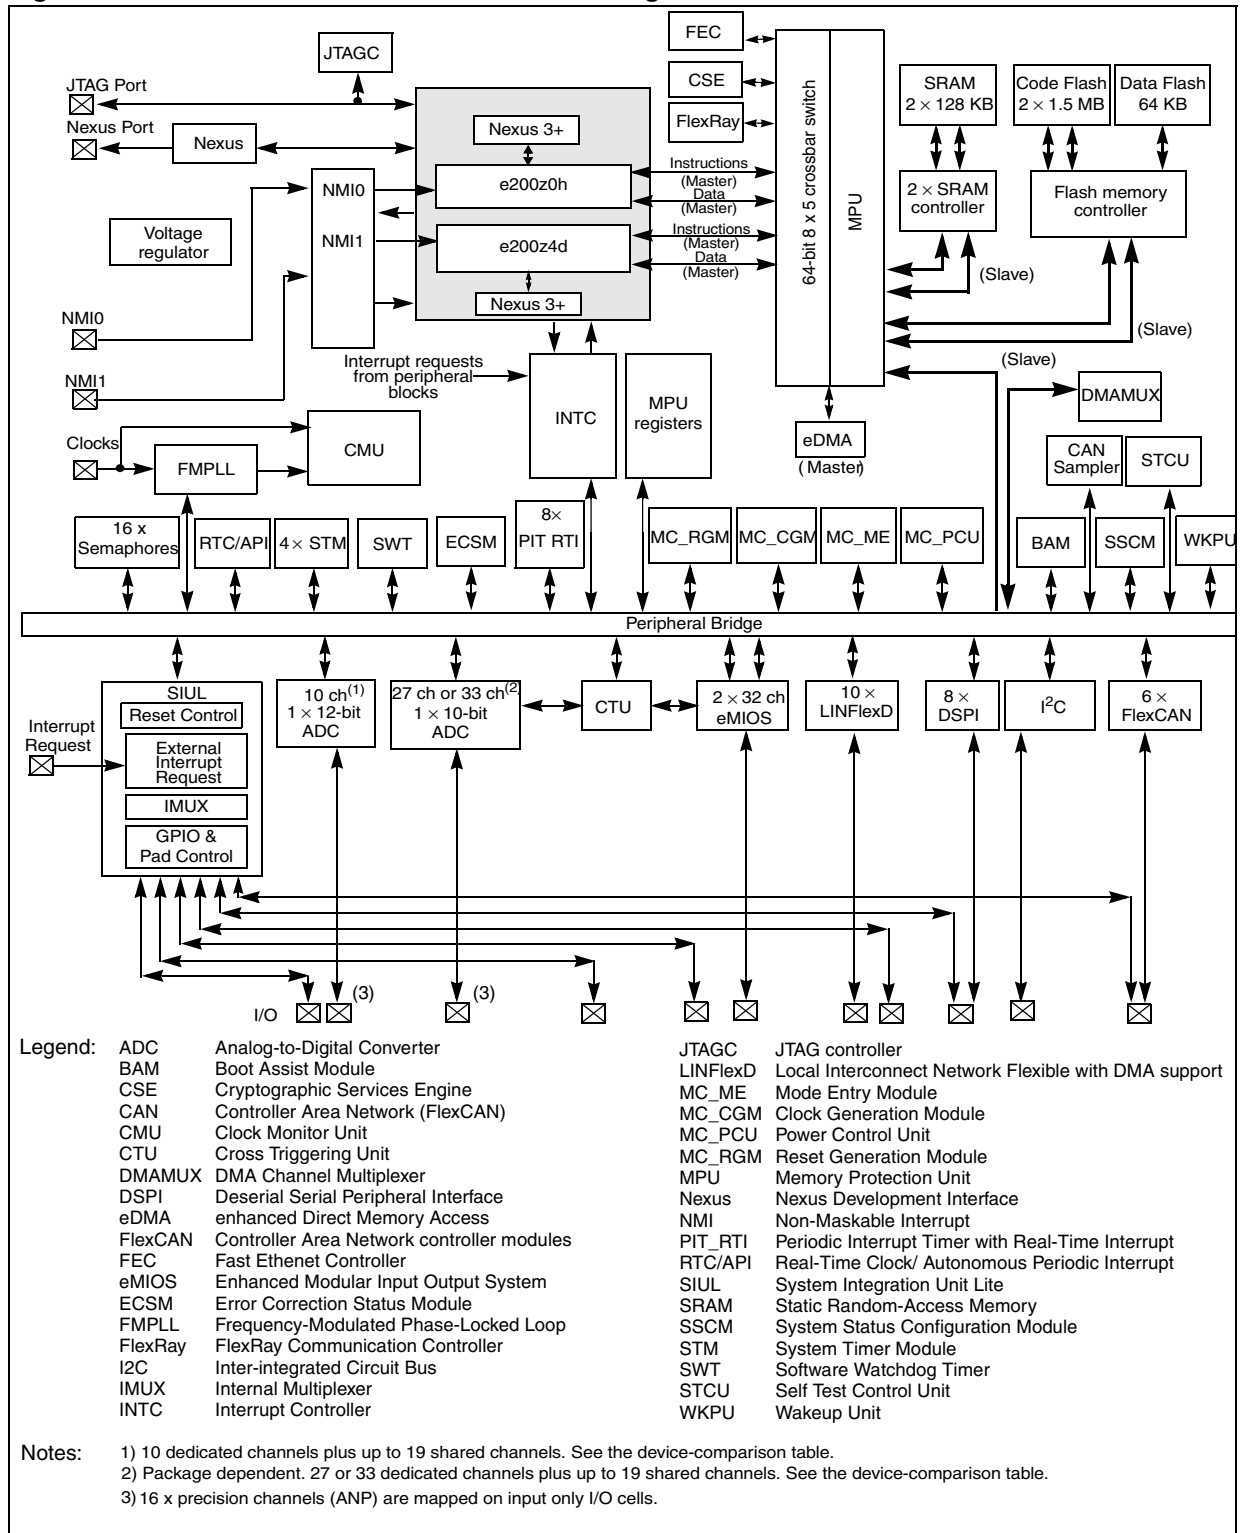 FEC
JTAGC
CSE
FlexRay
64-bit 8 x 5 crossbar switch
MPU
SRAM
2 × 128 KB
Code Flash
2 × 1.5 MB
Data Flash
64 KB
JTAG Port
Nexus Port
Nexus
Nexus 3+
e200z0h
e200z4d
Nexus 3+
Instructions
(Master)
Data
(Master)
Instructions
(Master)
Data
(Master)
2 × SRAM
controller
Flash memory
controller
(Slave)
(Slave)
(Slave)
NMI0
NMI1
Voltage
regulator
NMI0
NMI1
Interrupt requests
from peripheral
blocks
INTC
MPU
registers
eDMA
(Master)
DMAMUX
Clocks
FMPLL
CMU
CAN
Sampler
STCU
16 x
Semaphores
RTC/API
4× STM
SWT
ECSM
8×
PIT RTI
MC_RGM
MC_CGM
MC_ME
MC_PCU
BAM
SSCM
WKPU
Peripheral Bridge
SIUL
Reset Control
External
Interrupt
Request
IMUX
GPIO &
Pad Control
Interrupt
Request
10 ch(1)
1 × 12-bit
ADC
27 ch or 33 ch(2)
1 × 10-bit
ADC
CTU
2 × 32 ch
eMIOS
10 ×
LINFlexD
8 ×
DSPI
I2C
6 ×
FlexCAN
I/O
(3)
(3)
Legend:
ADC Analog-to-Digital Converter
BAM Boot Assist Module
CSE Cryptographic Services Engine
CAN Controller Area Network (FlexCAN)
CMU Clock Monitor Unit
CTU Cross Triggering Unit
DMAMUX DMA Channel Multiplexer
DSPI Deserial Serial Peripheral Interface
eDMA enhanced Direct Memory Access
FlexCAN Controller Area Network controller modules
FEC Fast Ethenet Controller
eMIOS Enhanced Modular Input Output System
ECSM Error Correction Status Module
FMPLL Frequency-Modulated Phase-Locked Loop
FlexRay FlexRay Communication Controller
I2C Inter-integrated Circuit Bus
IMUX Internal Multiplexer
INTC Interrupt Controller
JTAGC JTAG controller
LINFlexD Local Interconnect Network Flexible with DMA support
MC_ME Mode Entry Module
MC_CGM Clock Generation Module
MC_PCU Power Control Unit
MC_RGM Reset Generation Module
MPU Memory Protection Unit
Nexus Nexus Development Interface
NMI Non-Maskable Interrupt
PIT_RTI Periodic Interrupt Timer with Real-Time Interrupt
RTC/API Real-Time Clock/ Autonomous Periodic Interrupt
SIUL System Integration Unit Lite
SRAM Static Random-Access Memory
SSCM System Status Configuration Module
STM System Timer Module
SWT Software Watchdog Timer
STCU Self Test Control Unit
WKPU Wakeup Unit
Notes:
1) 10 dedicated channels plus up to 19 shared channels. See the device-comparison table.
2) Package dependent. 27 or 33 dedicated channels plus up to 19 shared channels. See the device-comparison table.
3) 16 x precision channels (ANP) are mapped on input only I/O cells.